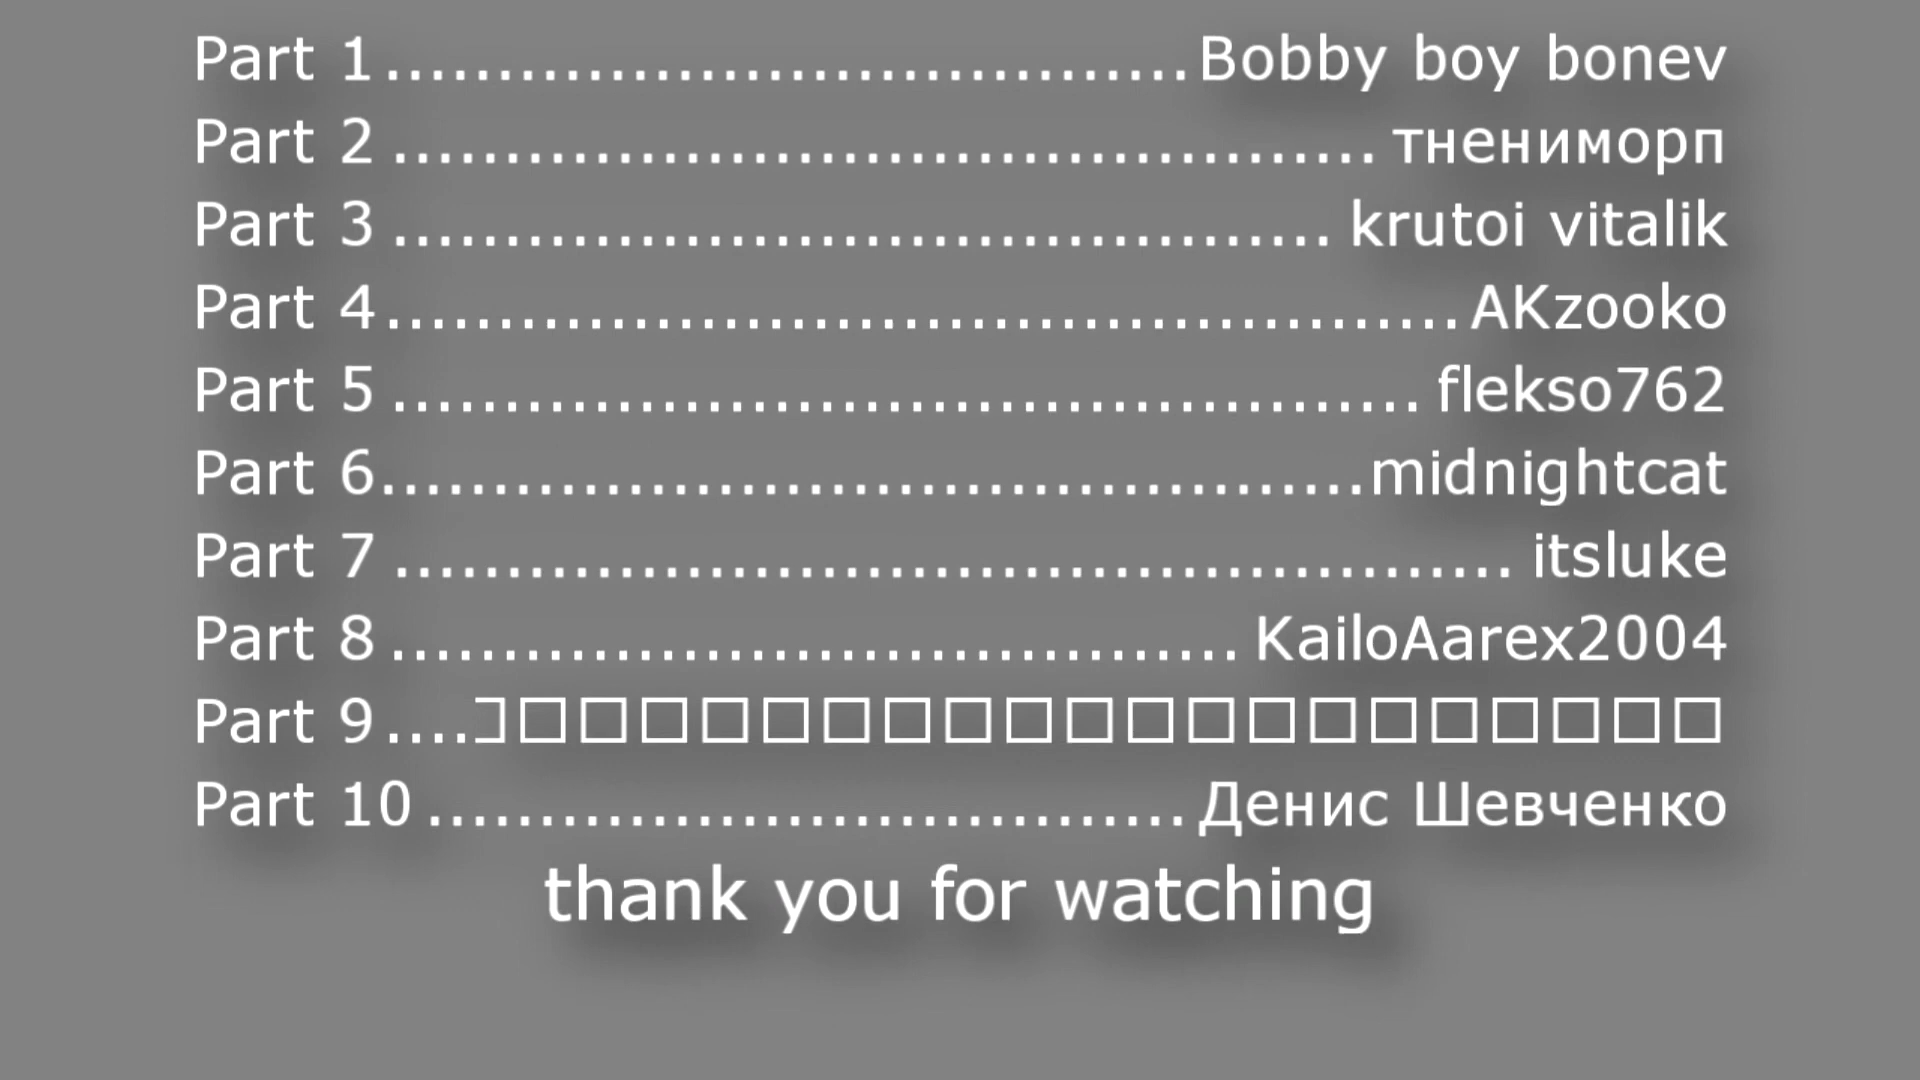 Part 1....................................Bobby boy bonev
Part 2............................................тнениморп
Part 3..........................................krutoi vitalik
Part 4................................................AKzooko
Part 5..............................................flekso762
Part 6............................................midnightcat
Part 7..................................................itsluke
Part 8......................................KailoAarex2004
Part 9....□□□□□□□□□□□□□□□□□□□□□
Part 10..................................Денис Шевченко
thank you for watching